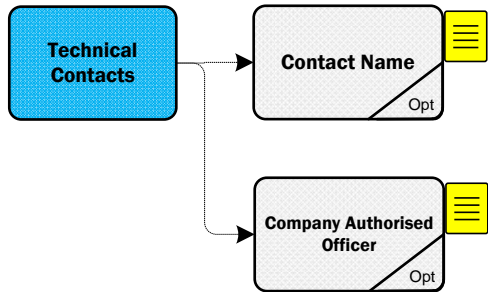 Technical
Contacts
Contact Name
Opt
Company Authorised
Officer
Opt